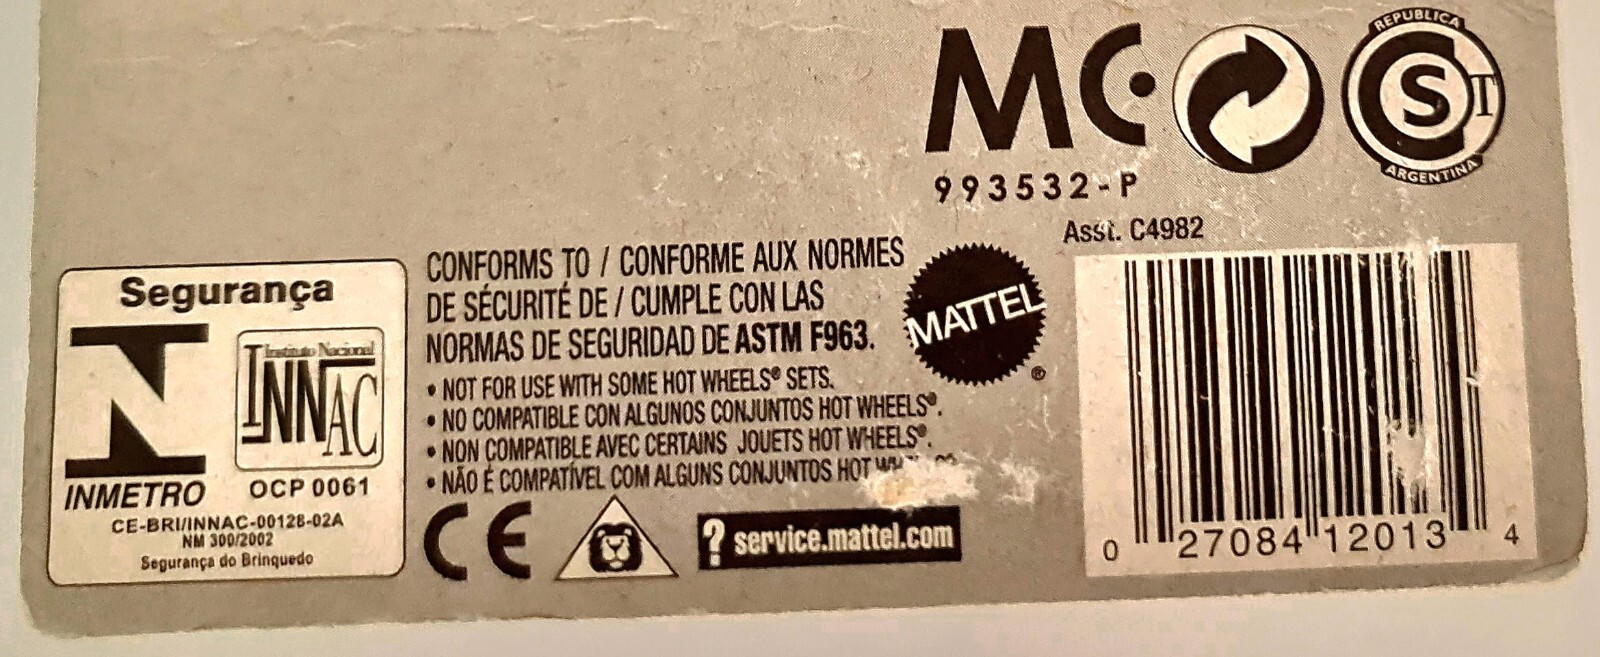 MC
REPUBLICA
CST
ARGENTINA
993532-P
Asst. C4982
Segurança
Instituto Nacional
INNAC
INMETRO
OCP 0061
CE-BRI/INNAC-00128-02A
NM 300/2002
Segurança do Brinquedo
CONFORMS TO / CONFORME AUX NORMES
DE SÉCURITÉ DE / CUMPLE CON LAS
NORMAS DE SEGURIDAD DE ASTM F963.
• NOT FOR USE WITH SOME HOT WHEELS® SETS.
• NO COMPATIBLE CON ALGUNOS CONJUNTOS HOT WHEELS®.
• NON COMPATIBLE AVEC CERTAINS JOUETS HOT WHEELS®.
• NÃO É COMPATÍVEL COM ALGUNS CONJUNTOS HOT
CE
? service.mattel.com
MATTEL
®
0 27084 12013 4